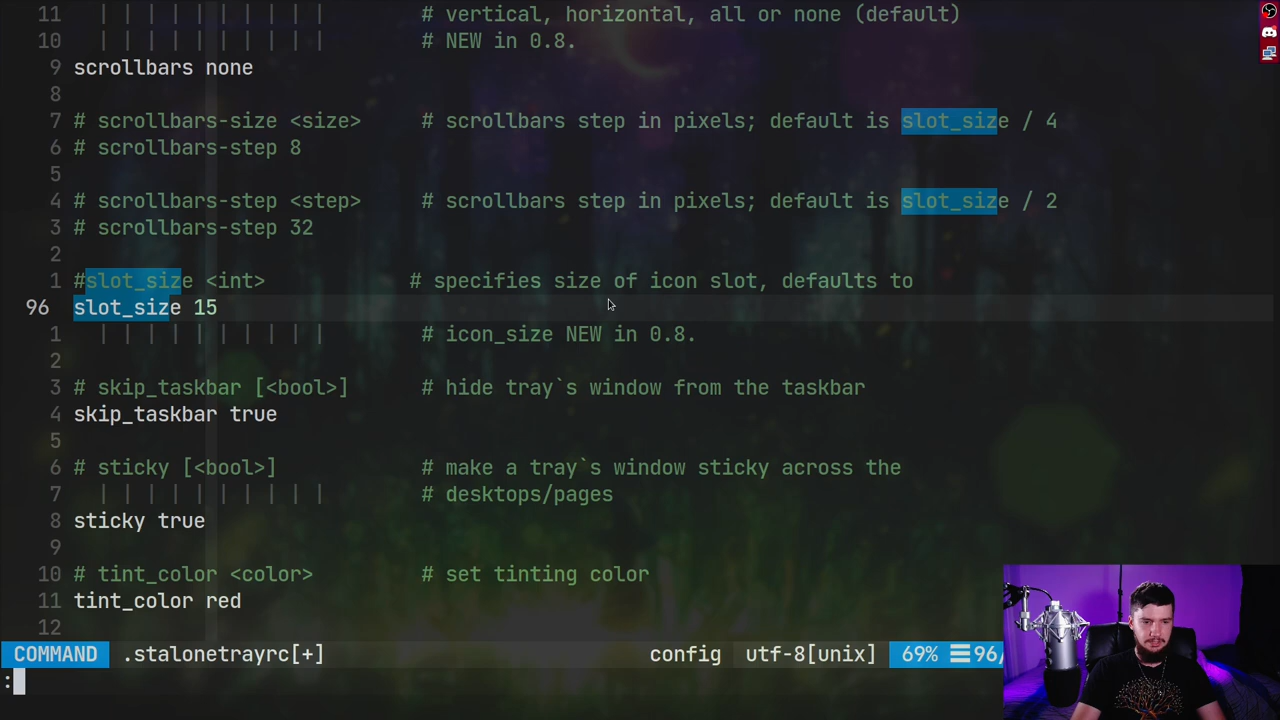 11 # vertical, horizontal, all or none (default)
10 # NEW in 0.8.
9 scrollbars none
8
7 # scrollbars-size <size> # scrollbars step in pixels; default is slot_size / 4
6 # scrollbars-step 8
5
4 # scrollbars-step <step> # scrollbars step in pixels; default is slot_size / 2
3 # scrollbars-step 32
2
1 #slot_size <int> # specifies size of icon slot, defaults to
96 slot_size 15
1 # icon_size NEW in 0.8.
2
3 # skip_taskbar [<bool>] # hide tray`s window from the taskbar
4 skip_taskbar true
5
6 # sticky [<bool>] # make a tray`s window sticky across the
7 # desktops/pages
8 sticky true
9
10 # tint_color <color> # set tinting color
11 tint_color red
12
COMMAND .stalonetrayrc[+] config utf-8[unix] 69% ☰96/
: